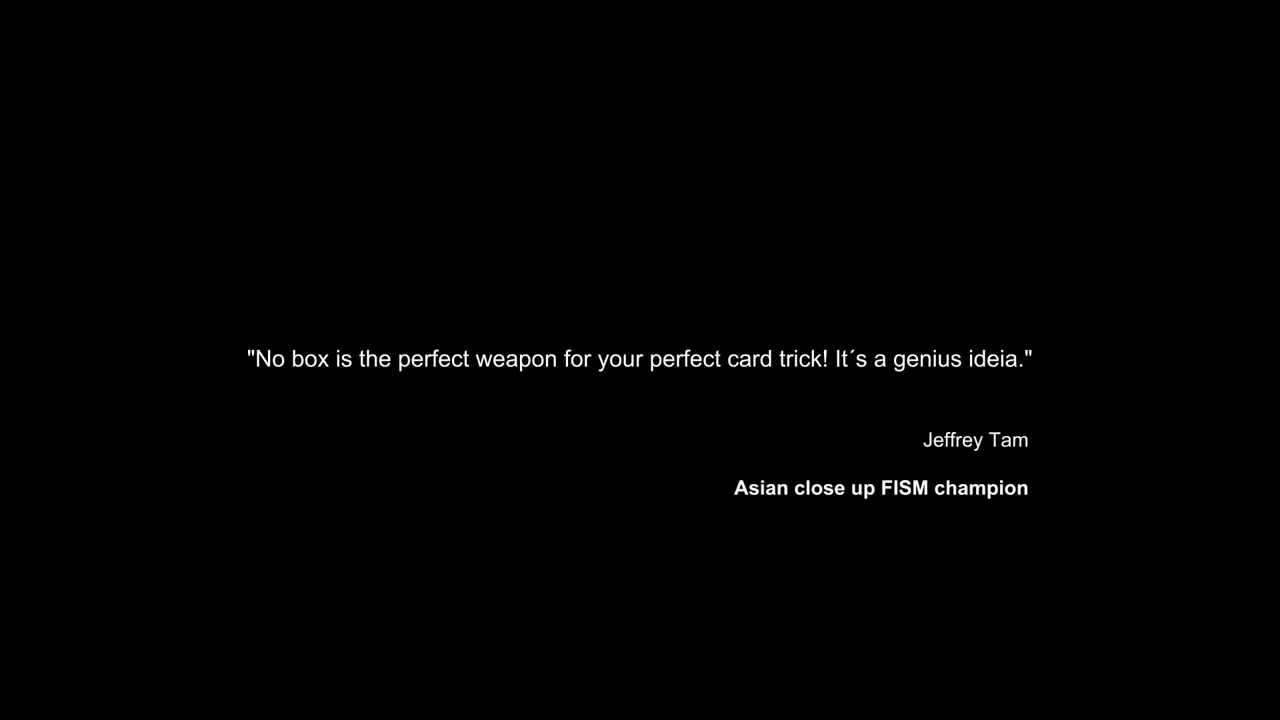 "No box is the perfect weapon for your perfect card trick! It´s a genius ideia."
Jeffrey Tam
Asian close up FISM champion